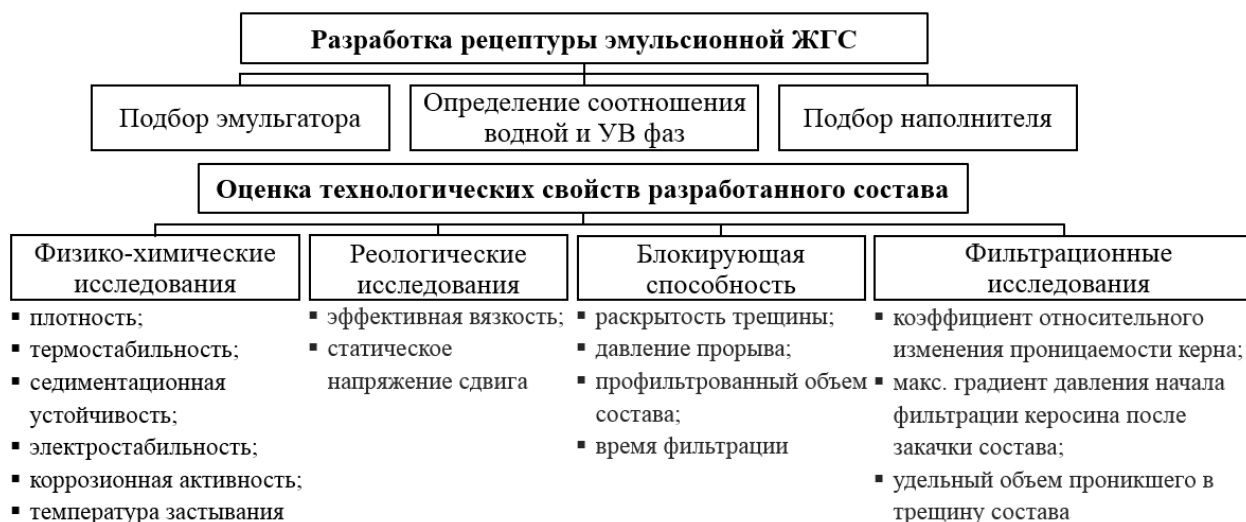 Разработка рецептуры эмульсионной ЖГС
Подбор эмульгатора
Определение соотношения
водной и УВ фаз
Подбор наполнителя
Оценка технологических свойств разработанного состава
Физико-химические
исследования
▪ плотность;
▪ термостабильность;
▪ седиментационная
устойчивость;
▪ электростабильность;
▪ коррозионная активность;
▪ температура застывания
Реологические
исследования
▪ эффективная вязкость;
▪ статическое
напряжение сдвига
Блокирующая
способность
▪ раскрытость трещины;
▪ давление прорыва;
▪ профильтрованный объем
состава;
▪ время фильтрации
Фильтрационные
исследования
▪ коэффициент относительного
изменения проницаемости керна;
▪ макс. градиент давления начала
фильтрации керосина после
закачки состава;
▪ удельный объем проникшего в
трещину состава